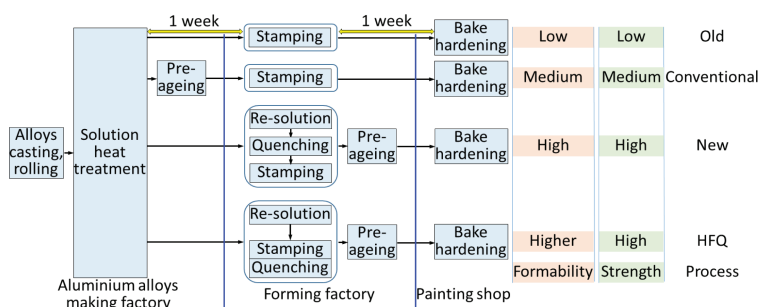 1 week
1 week
Stamping
Bake
hardening
Low
Low
Old
Pre-
ageing
Stamping
Bake
hardening
Medium
Medium
Conventional
Alloys
casting,
rolling
Solution
heat
treatment
Re-solution
Quenching
Stamping
Pre-
ageing
Bake
hardening
High
High
New
Re-solution
Stamping
Quenching
Pre-
ageing
Bake
hardening
Higher
High
HFQ
Formability
Strength
Process
Aluminium alloys
making factory
Forming factory
Painting shop